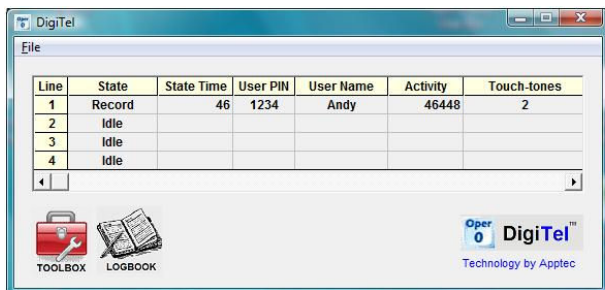 DigiTel
File
Line State State Time User PIN User Name Activity Touch-tones
1 Record 46 1234 Andy 46448 2
2 Idle
3 Idle
4 Idle
TOOLBOX LOGBOOK
Oper 0 DigiTel™
Technology by Apptec